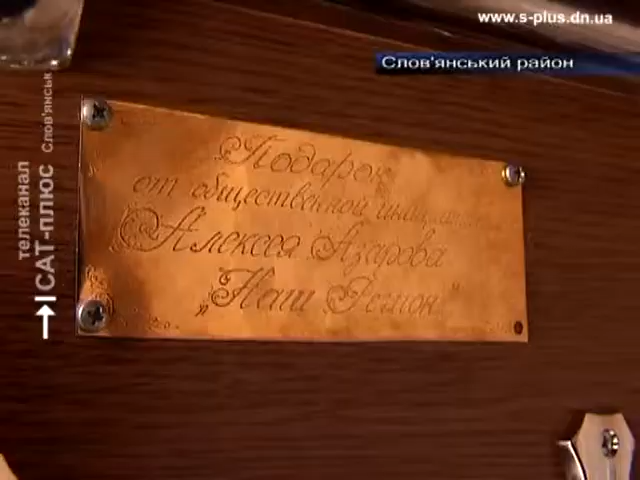 www.s-plus.dn.ua
Слов'янський район
телеканал Слов'янськ
САТ-плюс
Подарок
от общественной
Алексея Азарова
„Наш Регион"